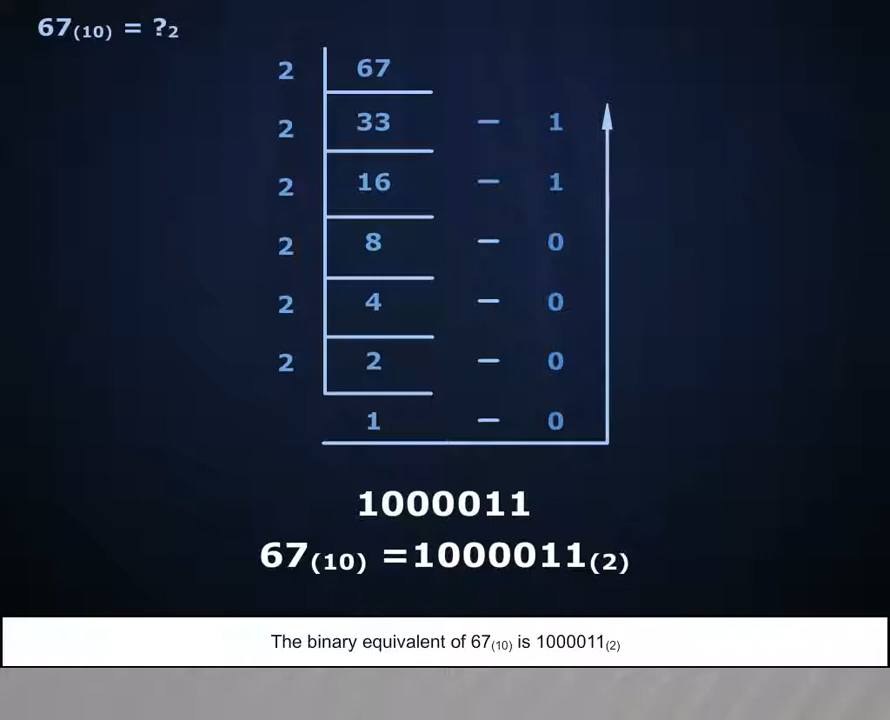 67(10) = ?2
2 67
2 33 – 1
2 16 – 1
2 8 – 0
2 4 – 0
2 2 – 0
1 – 0
1000011
67(10) =1000011(2)
The binary equivalent of 67(10) is 1000011(2)